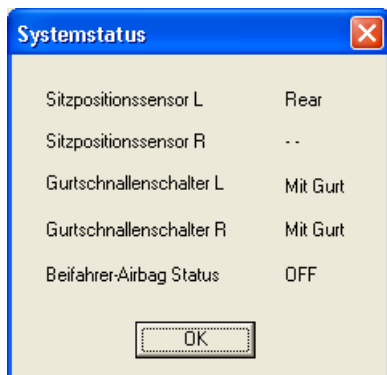 Systemstatus
Sitzpositionssensor L Rear
Sitzpositionssensor R - -
Gurtschnallenschalter L Mit Gurt
Gurtschnallenschalter R Mit Gurt
Beifahrer-Airbag Status OFF
OK